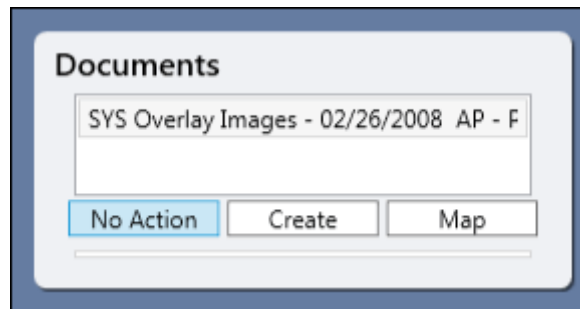 Documents
SYS Overlay Images - 02/26/2008 AP - F
No Action
Create
Map